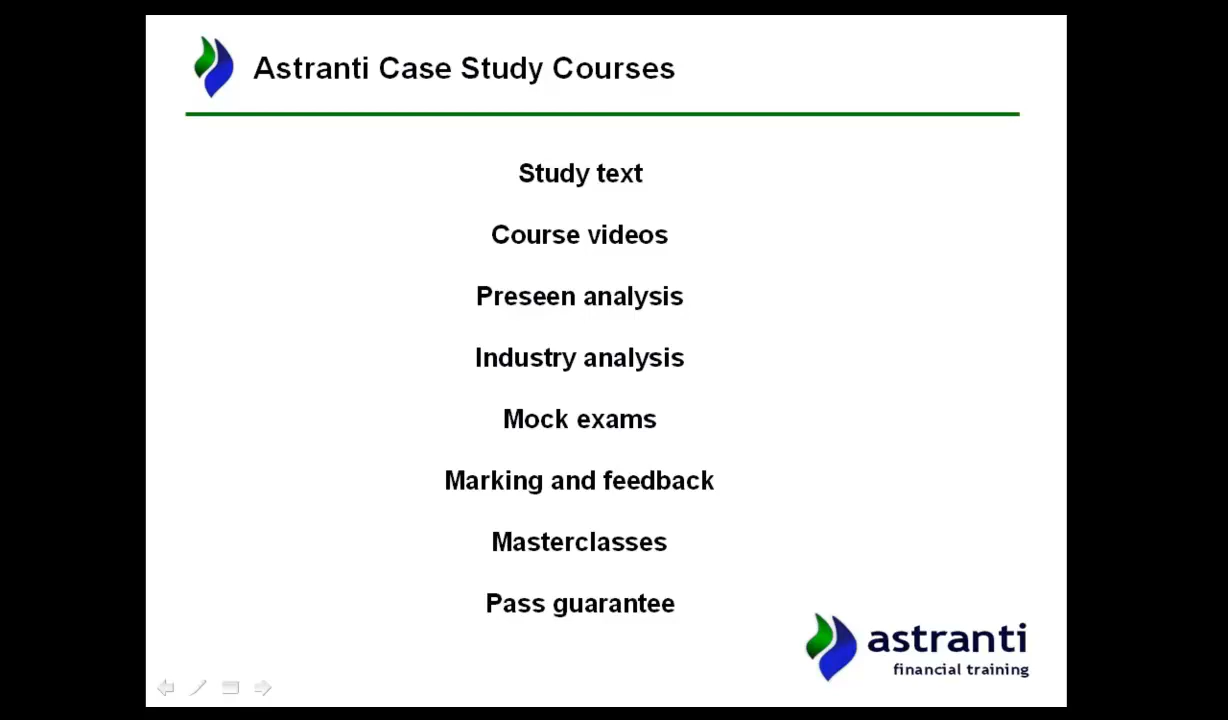 Astranti Case Study Courses
Study text
Course videos
Preseen analysis
Industry analysis
Mock exams
Marking and feedback
Masterclasses
Pass guarantee
astranti
financial training